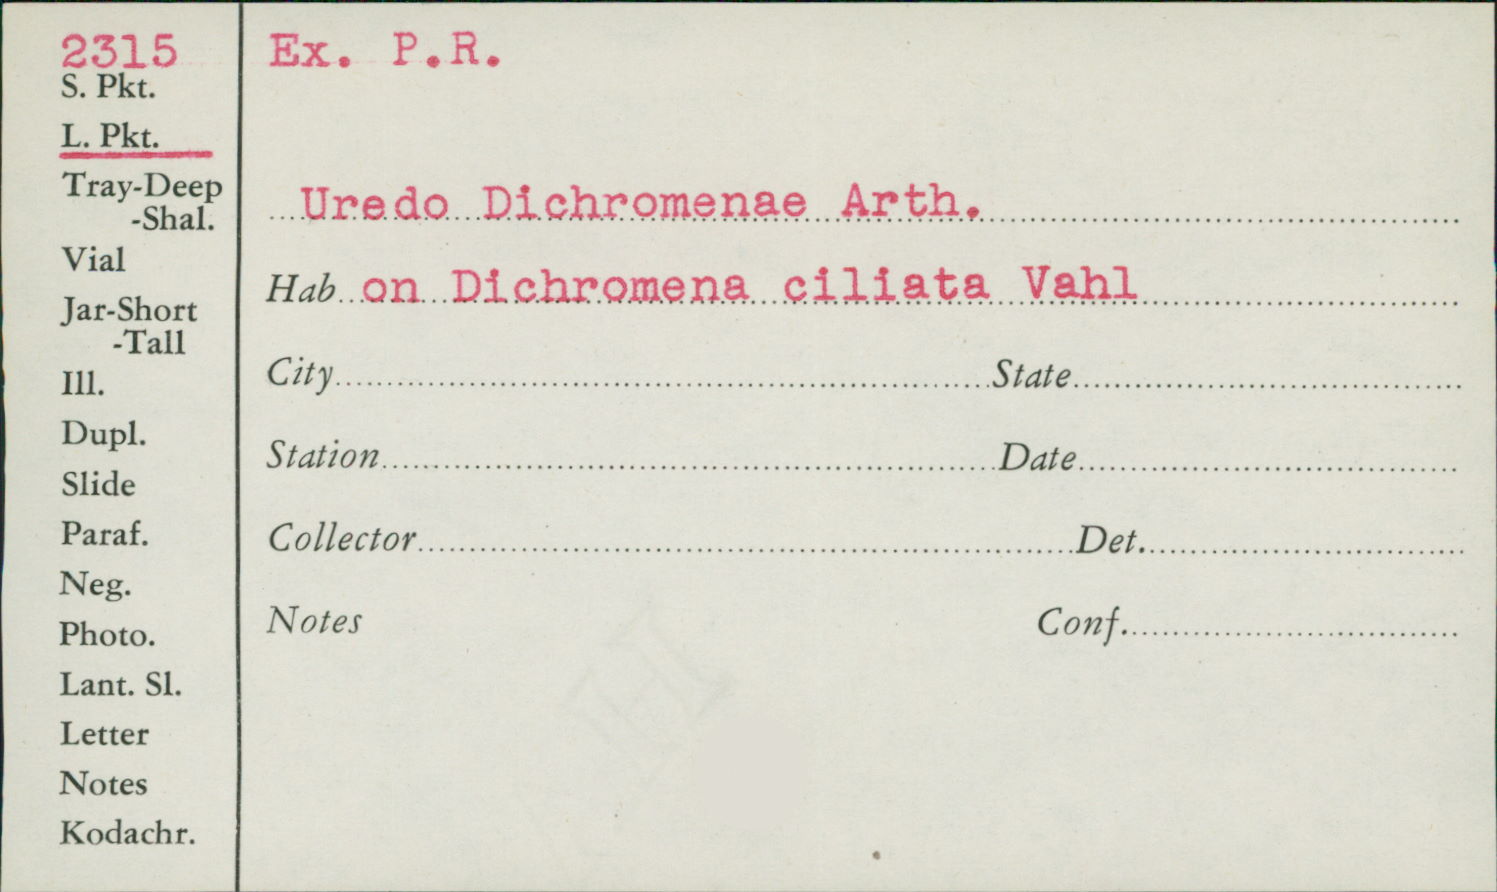 2315
S. Pkt.
L. Pkt.
Tray-Deep
-Shal.
Vial
Jar-Short
-Tall
Ill.
Dupl.
Slide
Paraf.
Neg.
Photo.
Lant. Sl.
Letter
Notes
Kodachr.
Ex. P.R.
Uredo Dichromenae Arth.
Hab on Dichromena ciliata Vahl
City State
Station Date
Collector Det.
Notes Conf.